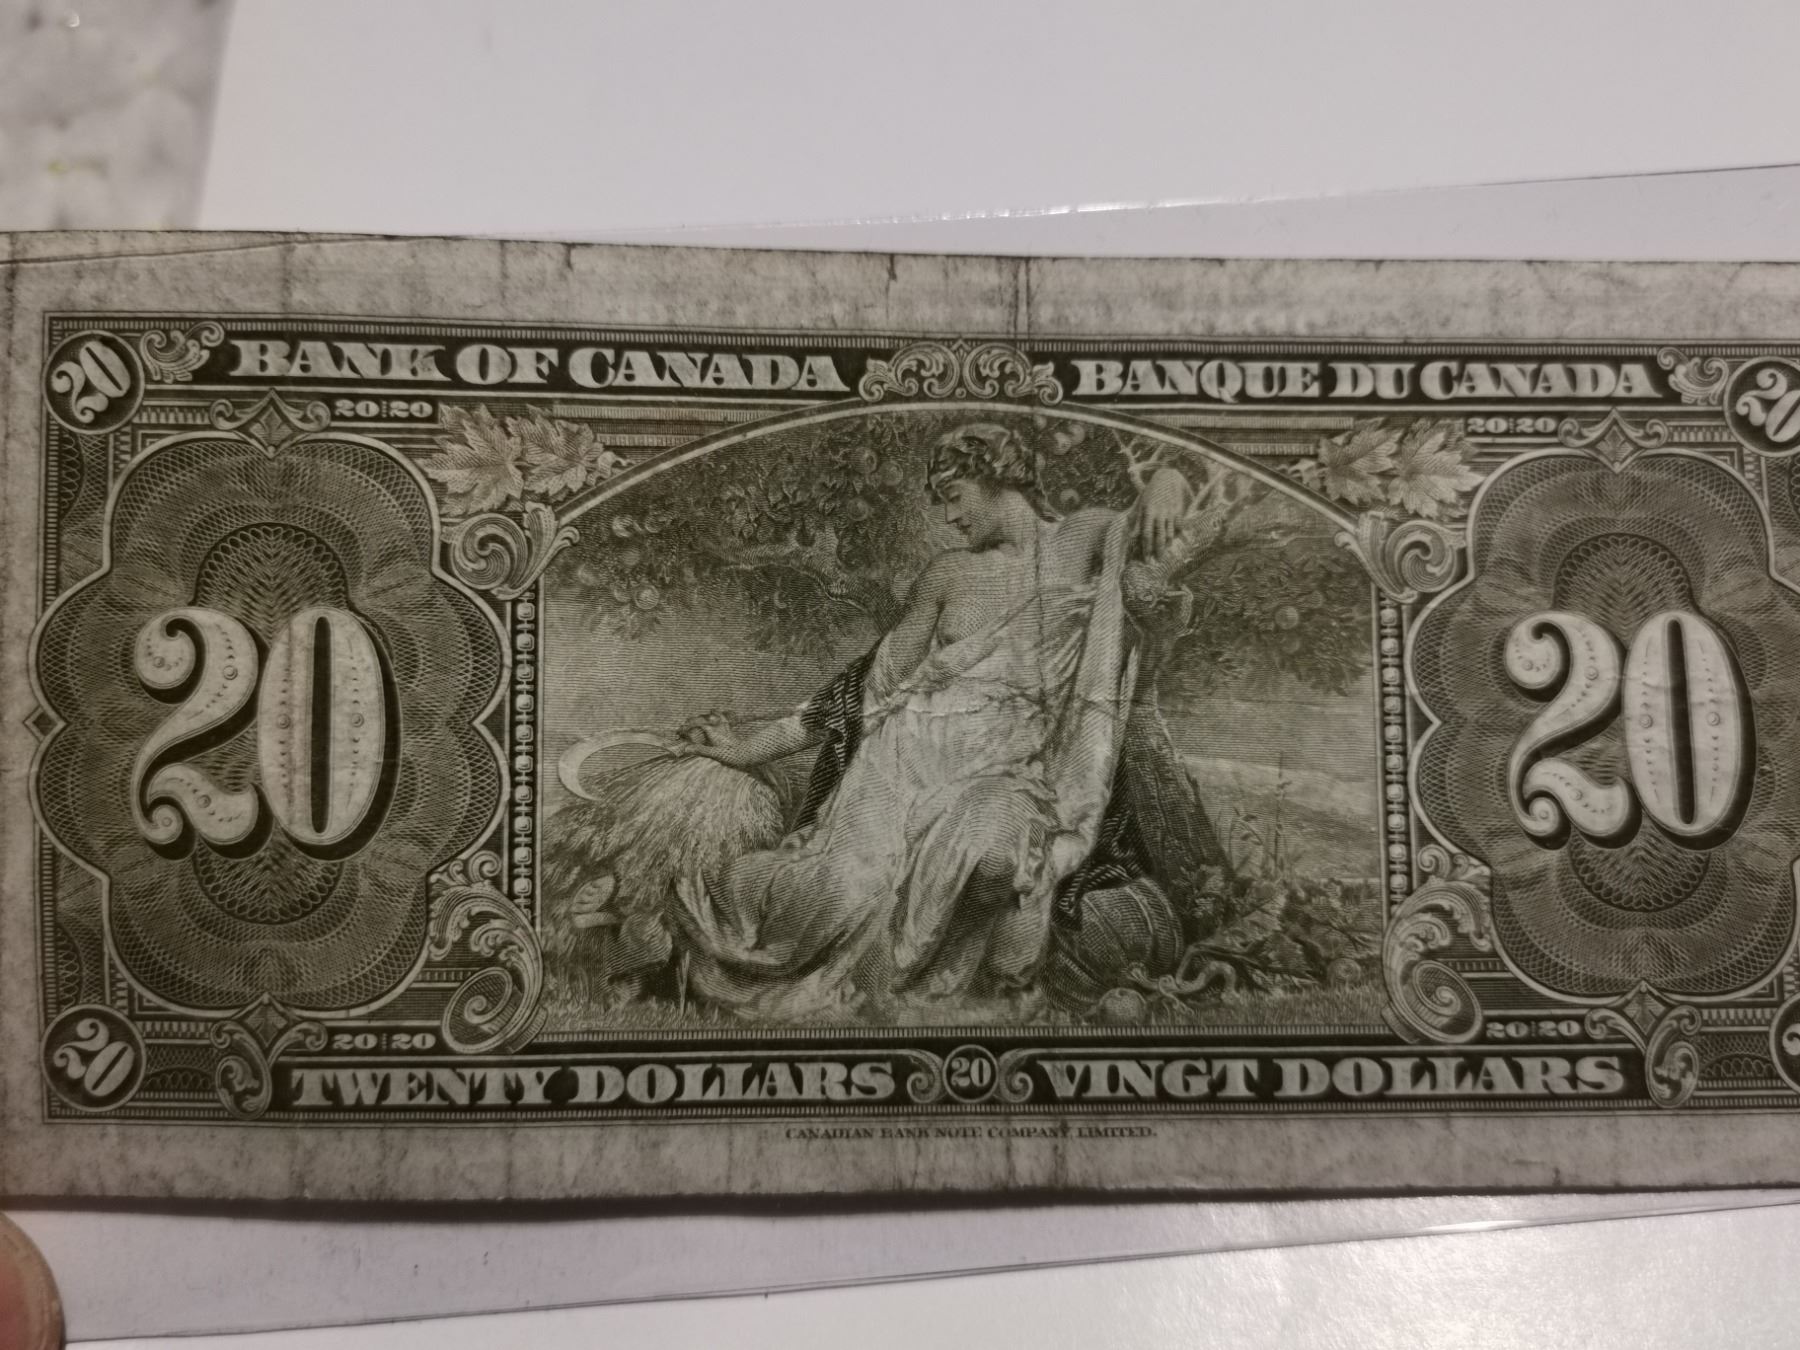 20 BANK OF CANADA BANQUE DU CANADA 20
20 20 20 20
20 20
20 20 20 20
20 TWENTY DOLLARS 20 VINGT DOLLARS
CANADIAN BANK NOTE COMPANY, LIMITED.